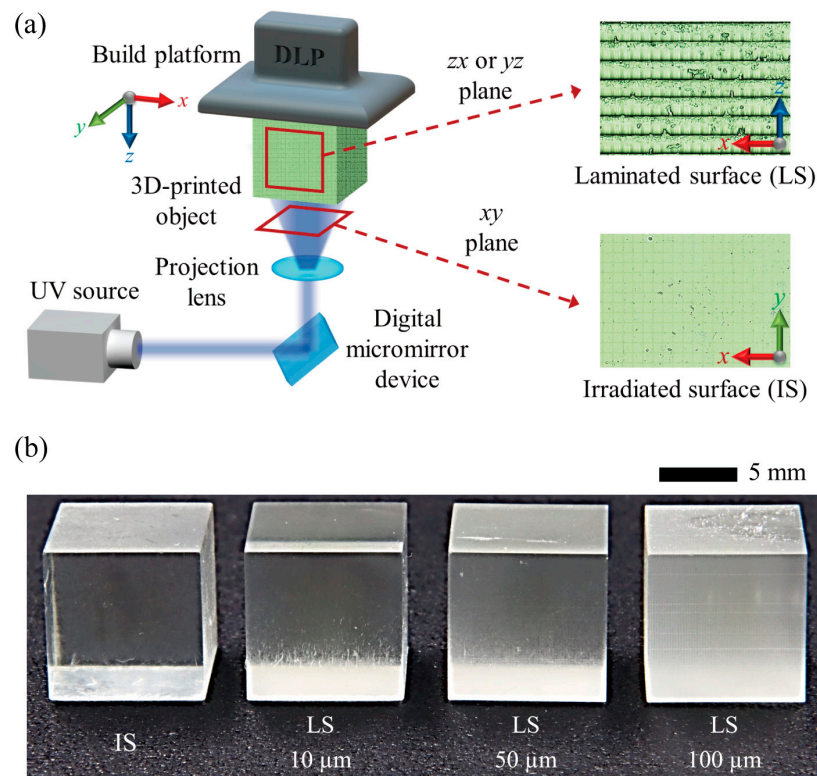 (a)
Build platform
DLP
x
y
z
3D-printed
object
Projection
lens
UV source
Digital
micromirror
device
zx or yz
plane
z
x
Laminated surface (LS)
xy
plane
y
x
Irradiated surface (IS)
(b)
5 mm
IS
LS
10 μm
LS
50 μm
LS
100 μm